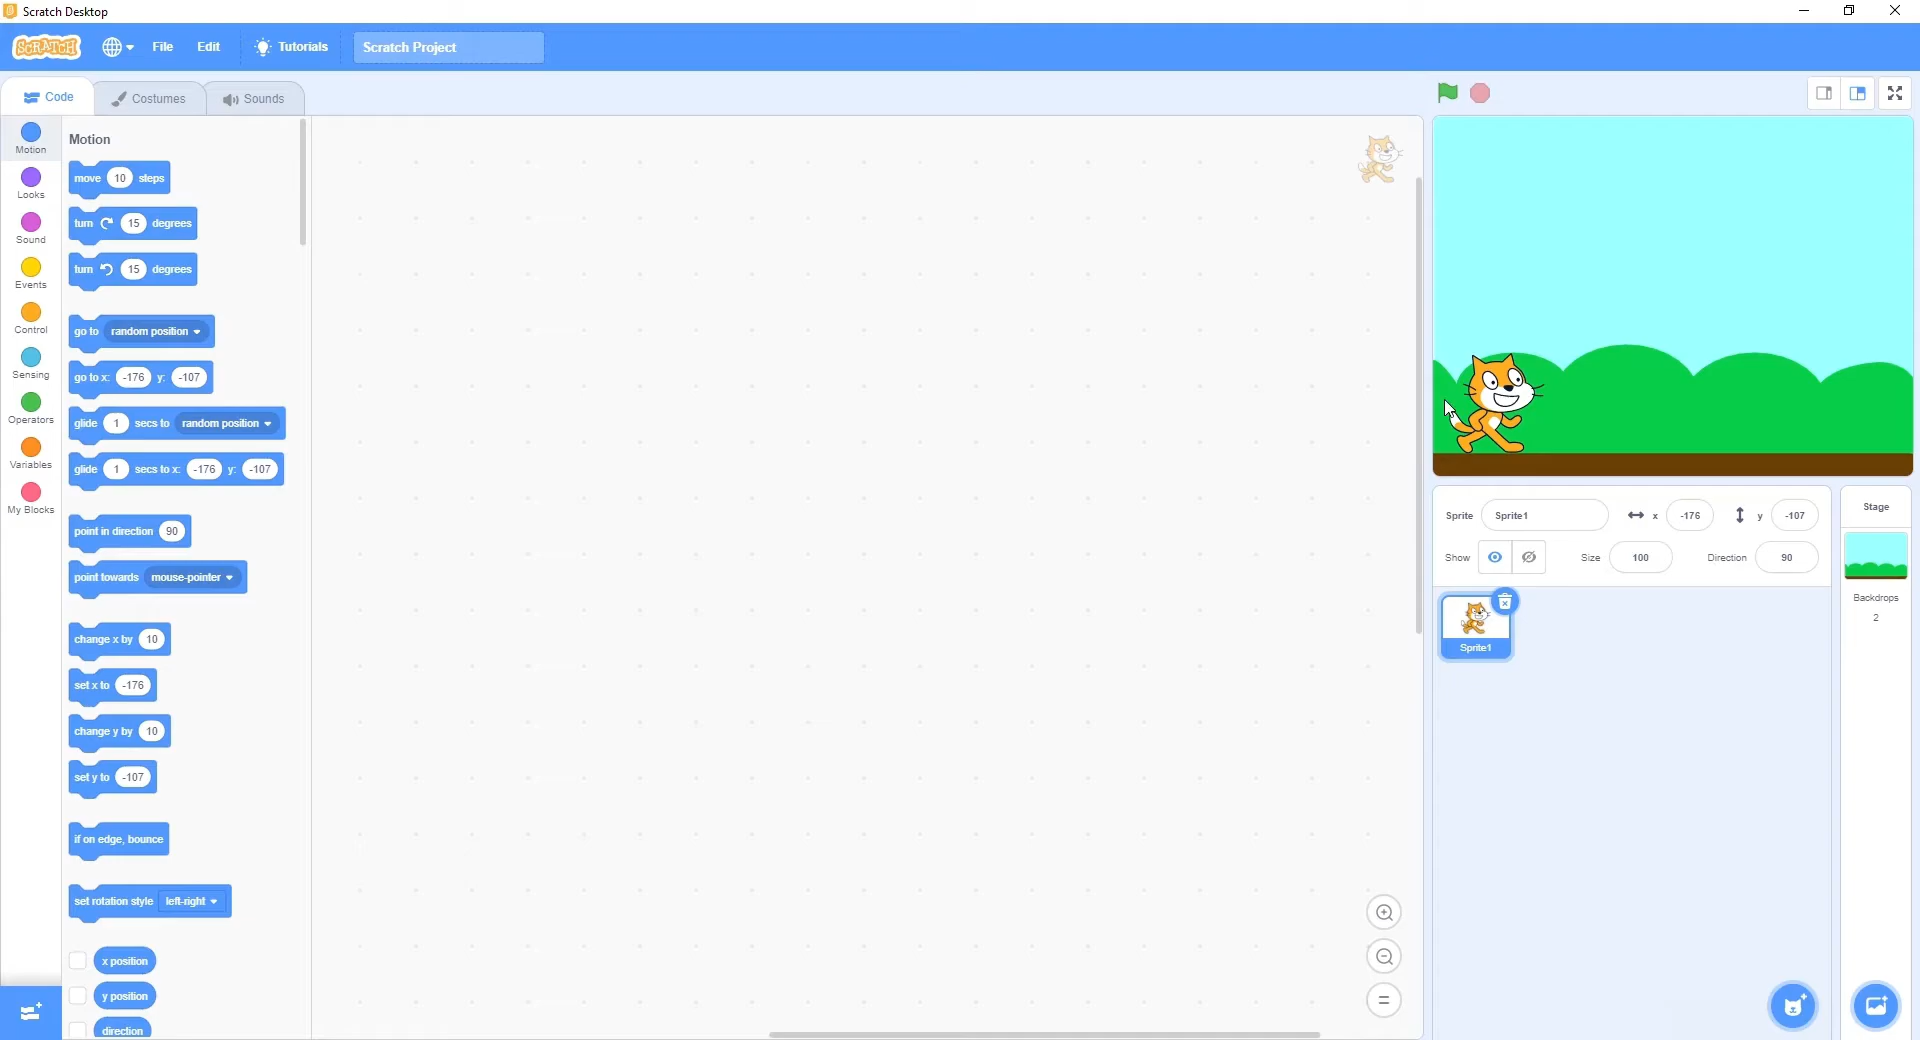 Scratch Desktop
SCRATCH File Edit Tutorials Scratch Project
Code Costumes Sounds
Motion
Looks
Sound
Events
Control
Sensing
Operators
Variables
My Blocks
Motion
move 10 steps
turn 15 degrees
turn 15 degrees
go to random position
go to x: -176 y: -107
glide 1 secs to random position
glide 1 secs to x: -176 y: -107
point in direction 90
point towards mouse-pointer
change x by 10
set x to -176
change y by 10
set y to -107
if on edge, bounce
set rotation style left-right
x position
y position
direction
Sprite Sprite1 x -176 y -107
Show Size 100 Direction 90
Sprite1
Stage
Backdrops
2